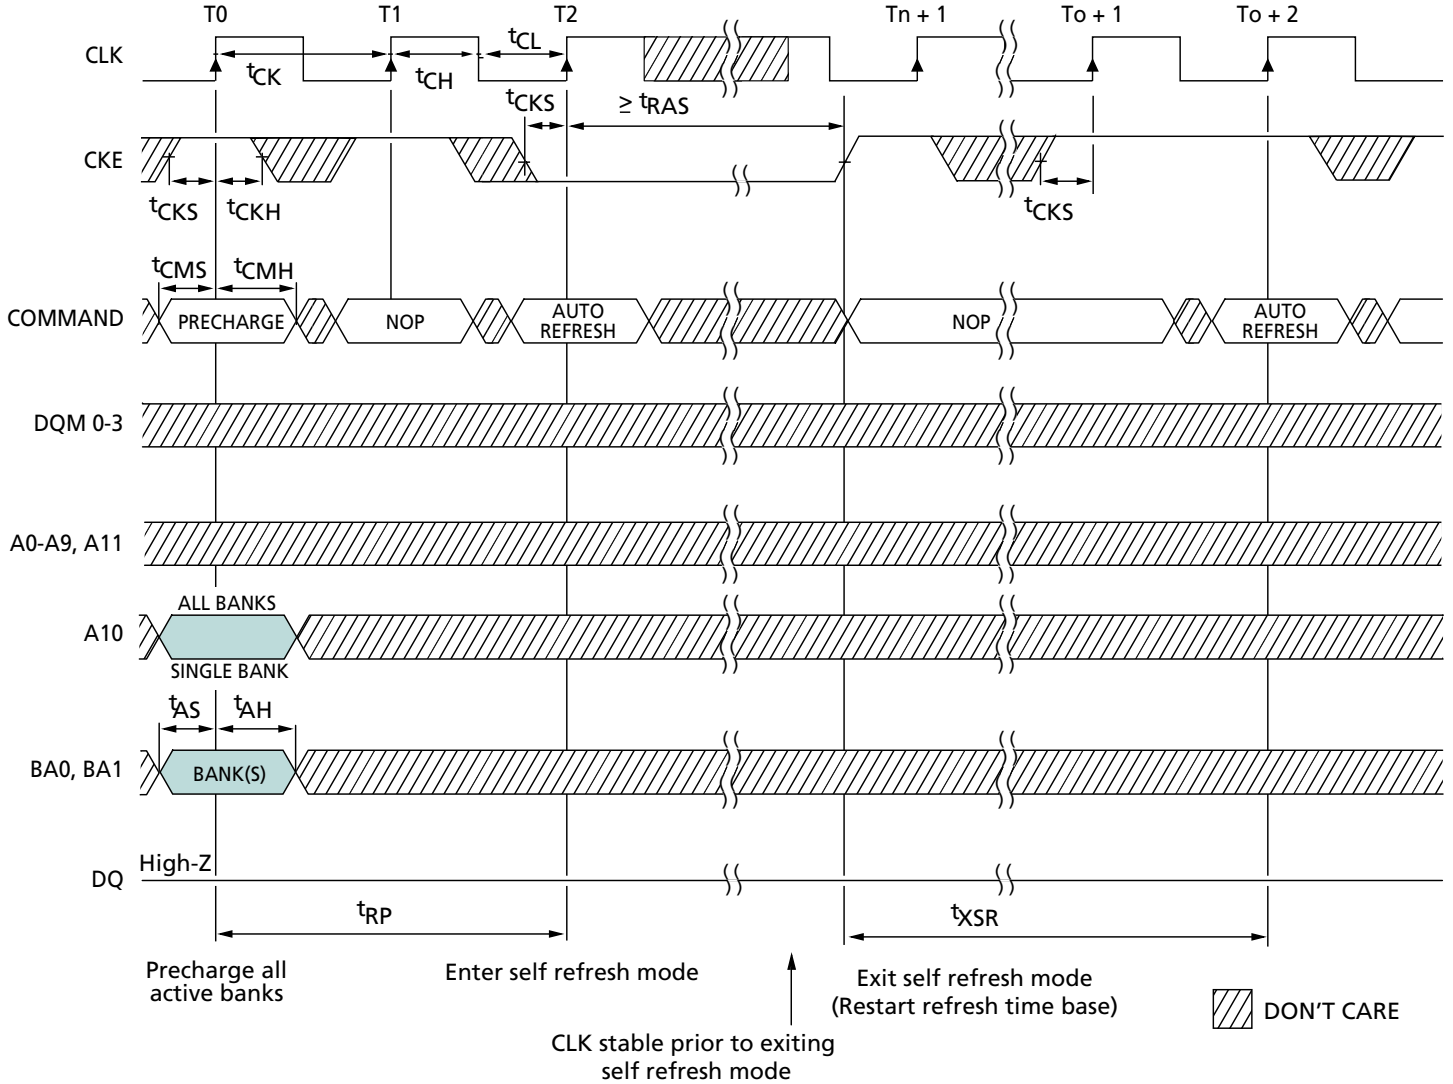 T0 T1 T2 Tn + 1 To + 1 To + 2
CLK
tCK tCH tCL
tCKS ≥ tRAS
CKE
tCKS tCKH tCKS
tCMS tCMH
COMMAND PRECHARGE NOP AUTO REFRESH NOP AUTO REFRESH
DQM 0-3
A0-A9, A11
ALL BANKS
A10
SINGLE BANK
tAS tAH
BA0, BA1 BANK(S)
High-Z
DQ
tRP tXSR
Precharge all
active banks
Enter self refresh mode
CLK stable prior to exiting
self refresh mode
Exit self refresh mode
(Restart refresh time base)
DON'T CARE